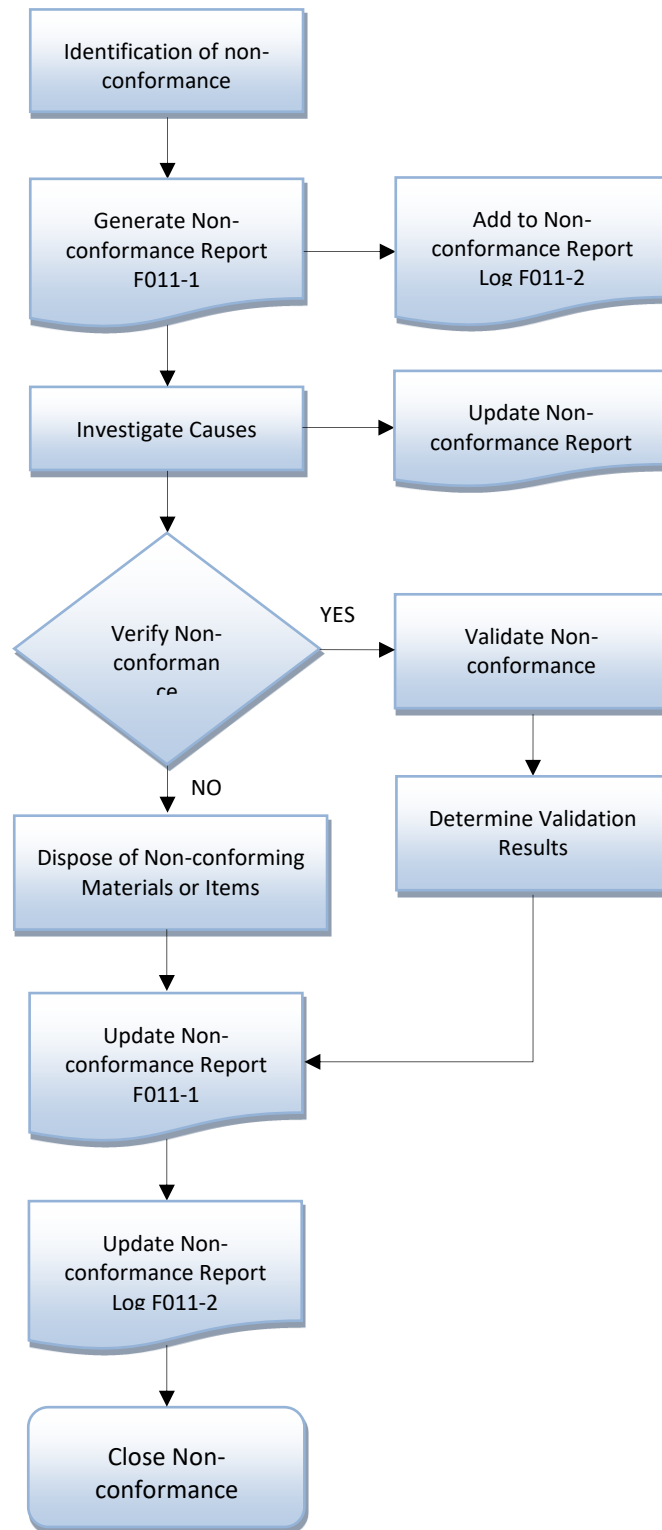 Identification of non-
conformance
Generate Non-
conformance Report
F011-1
Add to Non-
conformance Report
Log F011-2
Investigate Causes
Update Non-
conformance Report
Verify Non-
conforman
ce
YES
Validate Non-
conformance
NO
Determine Validation
Results
Dispose of Non-conforming
Materials or Items
Update Non-
conformance Report
F011-1
Update Non-
conformance Report
Log F011-2
Close Non-
conformance